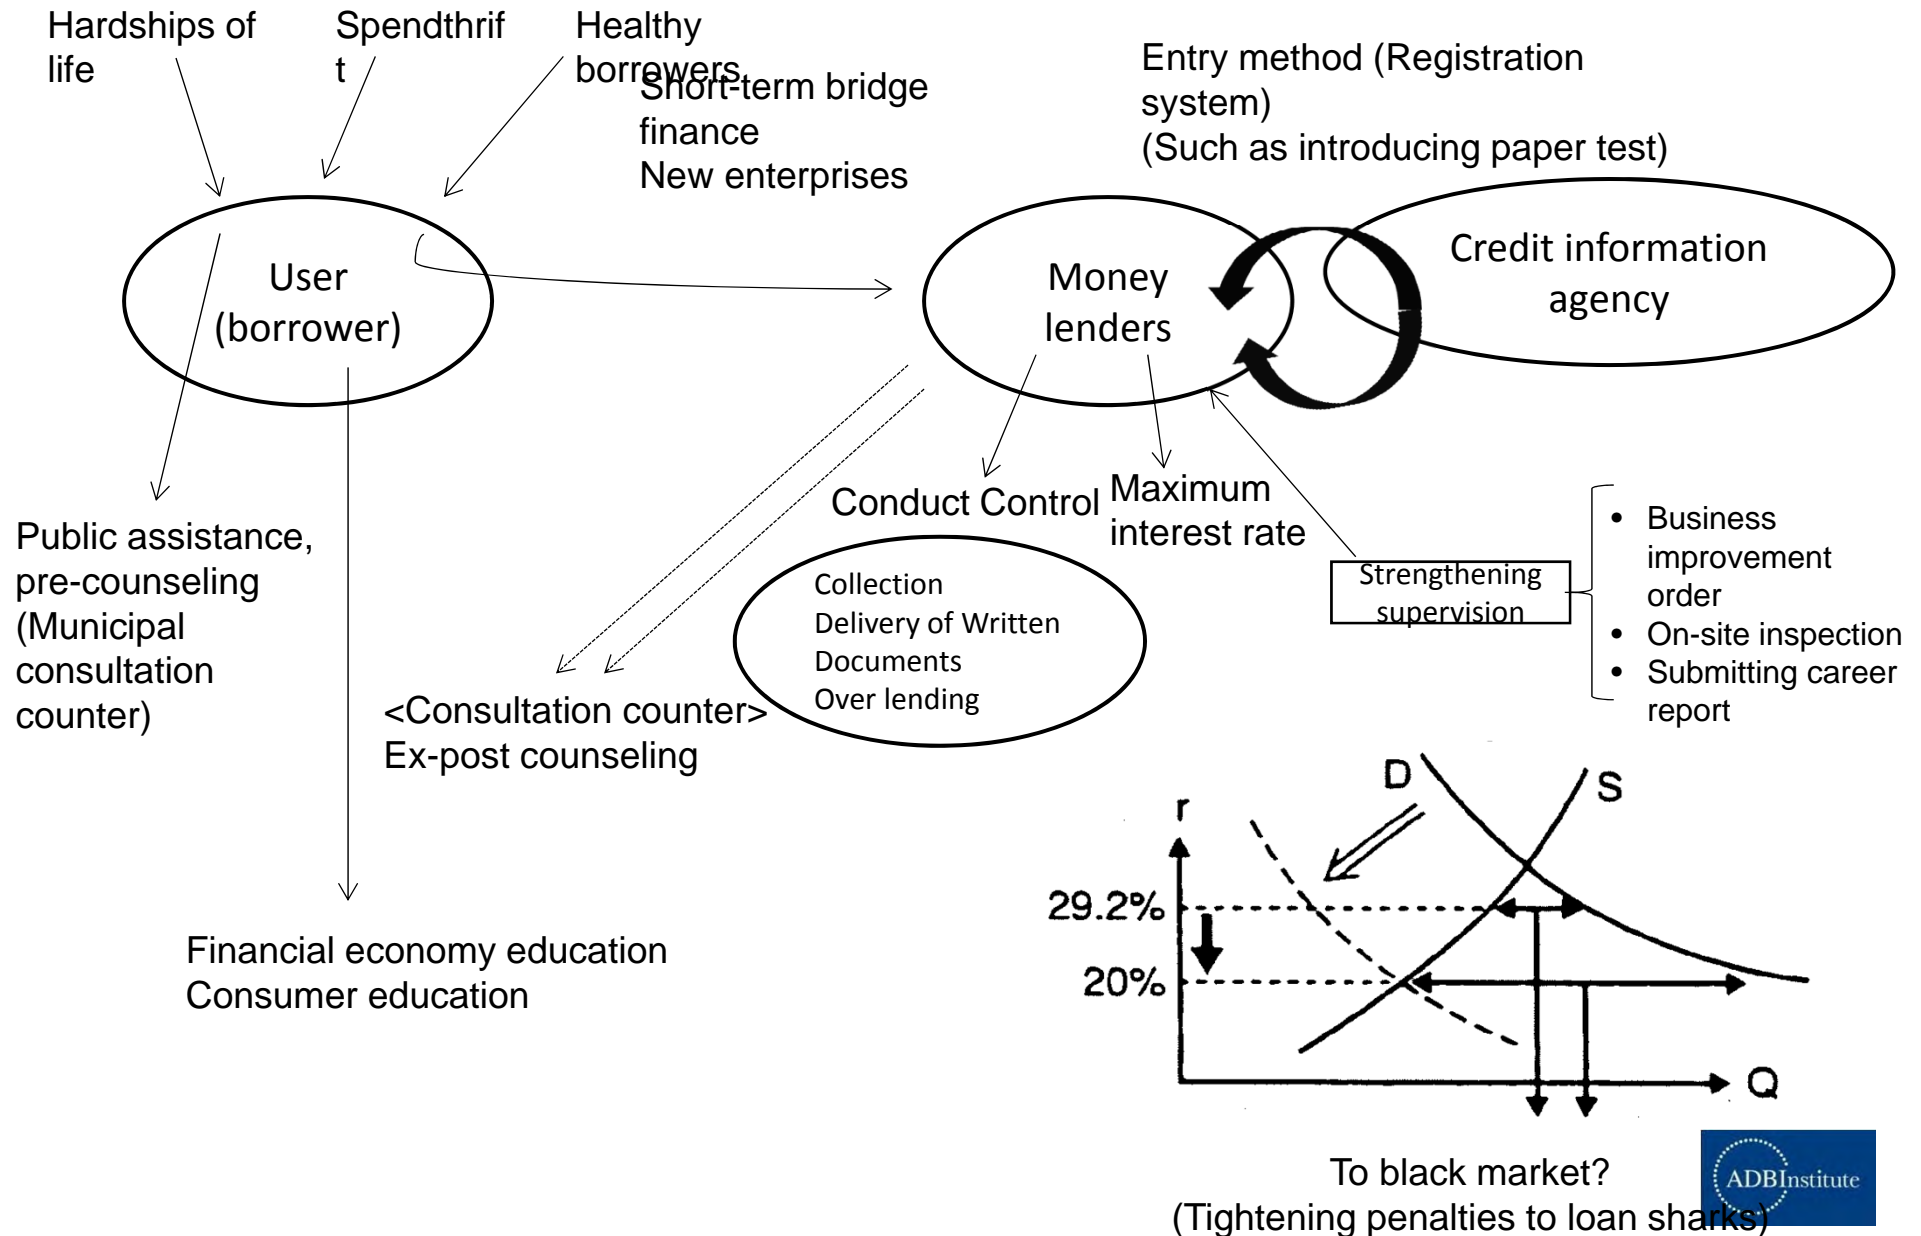 Hardships of
life
Spendthrif
t
Healthy
borrowers
Short-term bridge
finance
New enterprises
Entry method (Registration
system)
(Such as introducing paper test)
User
(borrower)
Money
lenders
Credit information
agency
Conduct Control
Maximum
interest rate
Collection
Delivery of Written
Documents
Over lending
Strengthening
supervision
• Business
improvement
order
• On-site inspection
• Submitting career
report
Public assistance,
pre-counseling
(Municipal
consultation
counter)
<Consultation counter>
Ex-post counseling
Financial economy education
Consumer education
D
S
r
29.2%
20%
Q
To black market?
(Tightening penalties to loan sharks)
ADBInstitute